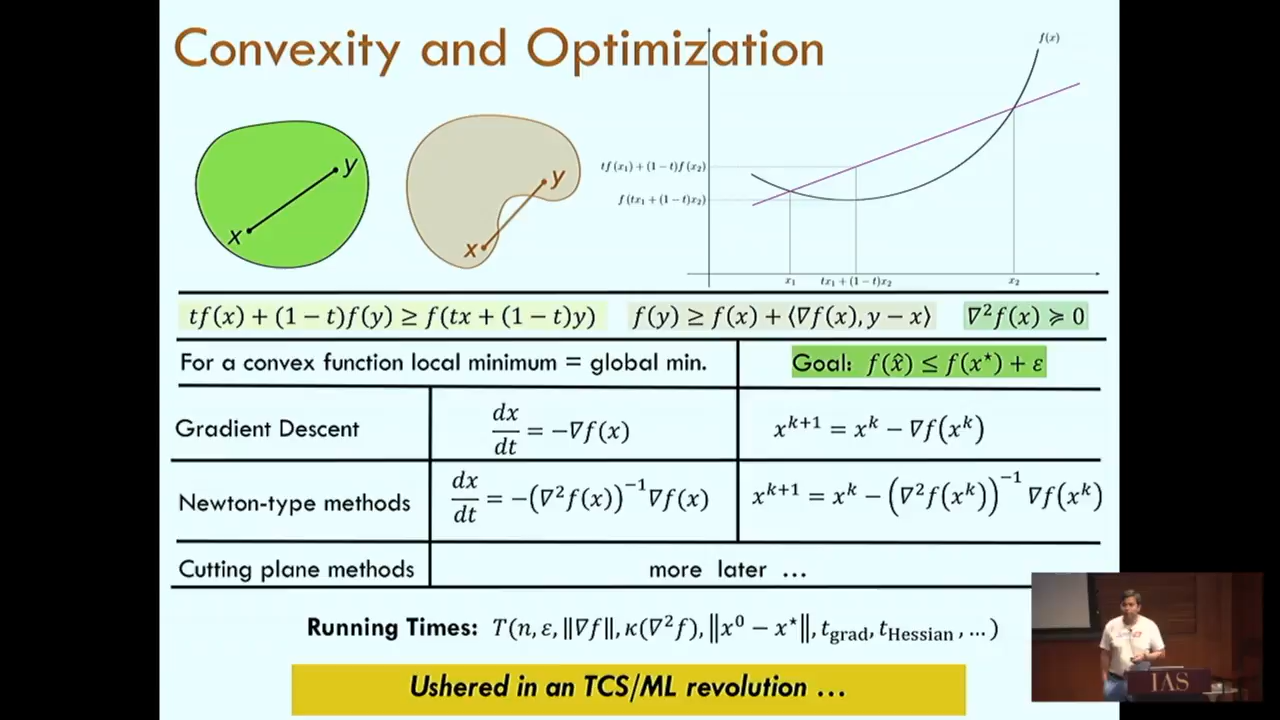 Convexity and Optimization
x
y
x
y
f(x)
tf(x₁) + (1 − t)f(x₂)
f(tx₁ + (1 − t)x₂)
x₁
tx₁ + (1 − t)x₂
x₂
tf(x) + (1 − t)f(y) ≥ f(tx + (1 − t)y)
f(y) ≥ f(x) + ⟨∇f(x), y − x⟩
∇²f(x) ≽ 0
For a convex function local minimum = global min.
Goal: f(x̂) ≤ f(x⋆) + ε
Gradient Descent
dx/dt = −∇f(x)
xᵏ⁺¹ = xᵏ − ∇f(xᵏ)
Newton-type methods
dx/dt = −(∇²f(x))⁻¹∇f(x)
xᵏ⁺¹ = xᵏ − (∇²f(xᵏ))⁻¹ ∇f(xᵏ)
Cutting plane methods
more later ...
Running Times: T(n, ε, ‖∇f‖, κ(∇²f), ‖x⁰ − x⋆‖, t_grad, t_Hessian, ...)
Ushered in an TCS/ML revolution ...
IAS